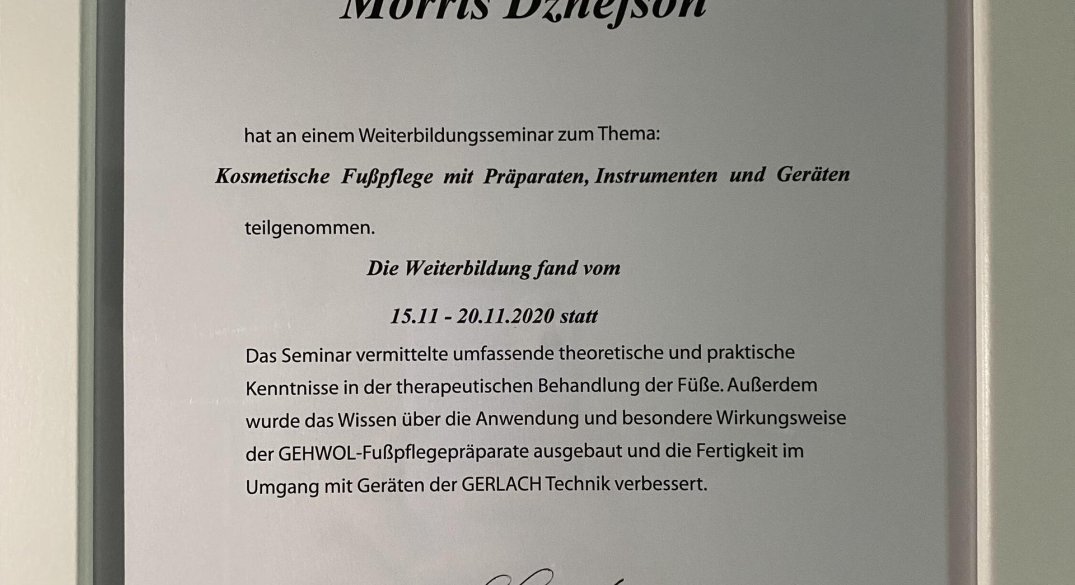 Morris Dznejson
hat an einem Weiterbildungsseminar zum Thema:
Kosmetische Fußpflege mit Präparaten, Instrumenten und Geräten
teilgenommen.
Die Weiterbildung fand vom
15.11 - 20.11.2020 statt
Das Seminar vermittelte umfassende theoretische und praktische
Kenntnisse in der therapeutischen Behandlung der Füße. Außerdem
wurde das Wissen über die Anwendung und besondere Wirkungsweise
der GEHWOL-Fußpflegepräparate ausgebaut und die Fertigkeit im
Umgang mit Geräten der GERLACH Technik verbessert.